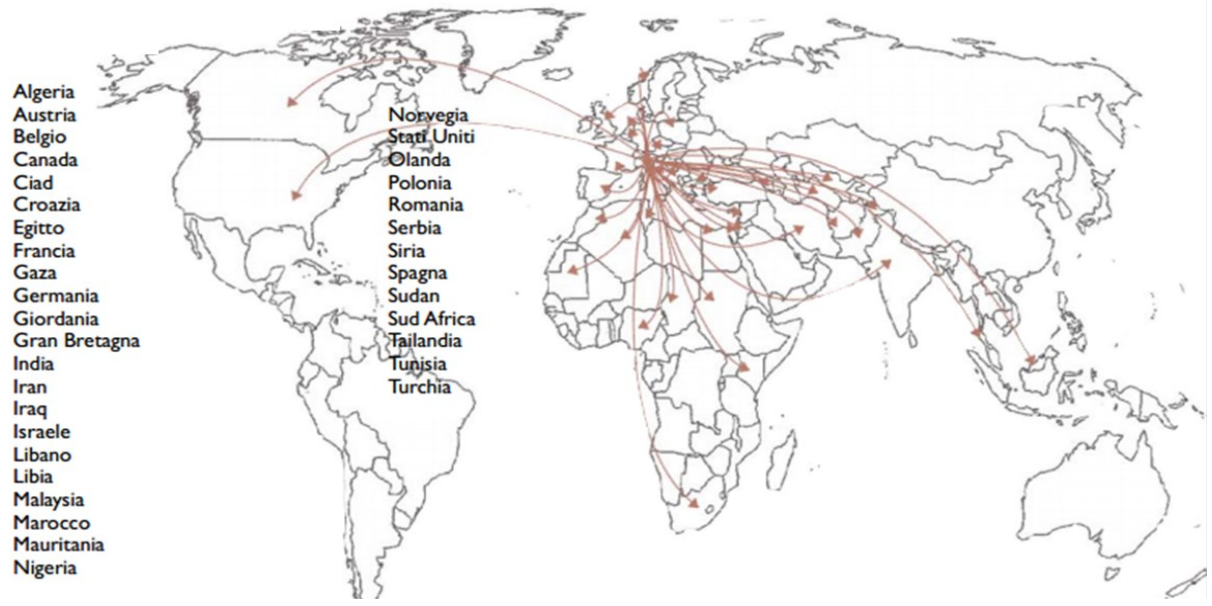 Algeria
Austria
Belgio
Canada
Ciad
Croazia
Egitto
Francia
Gaza
Germania
Giordania
Gran Bretagna
India
Iran
Iraq
Israele
Libano
Libia
Malaysia
Marocco
Mauritania
Nigeria
Norvegia
Stati Uniti
Olanda
Polonia
Romania
Serbia
Siria
Spagna
Sudan
Sud Africa
Tailandia
Tunisia
Turchia